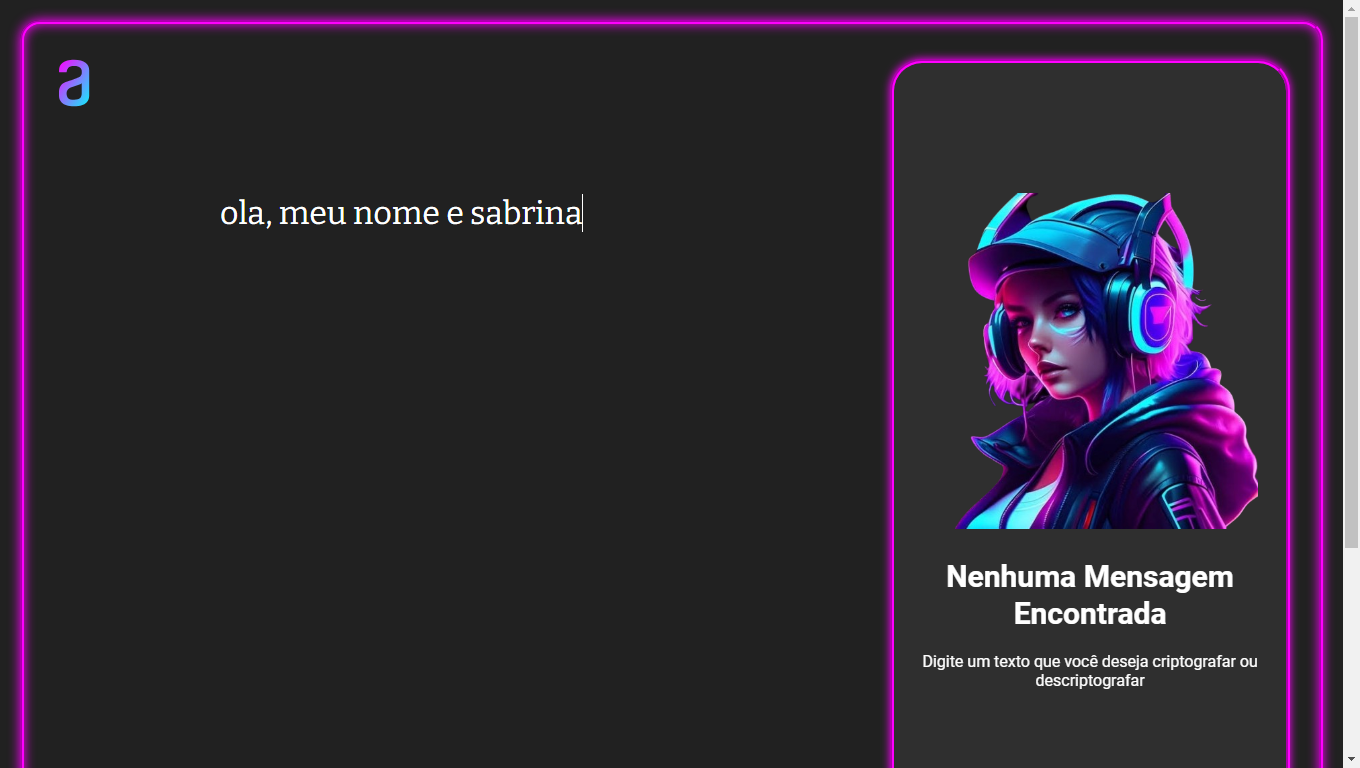 a
ola, meu nome e sabrina
Nenhuma Mensagem
Encontrada
Digite um texto que você deseja criptografar ou
descriptografar